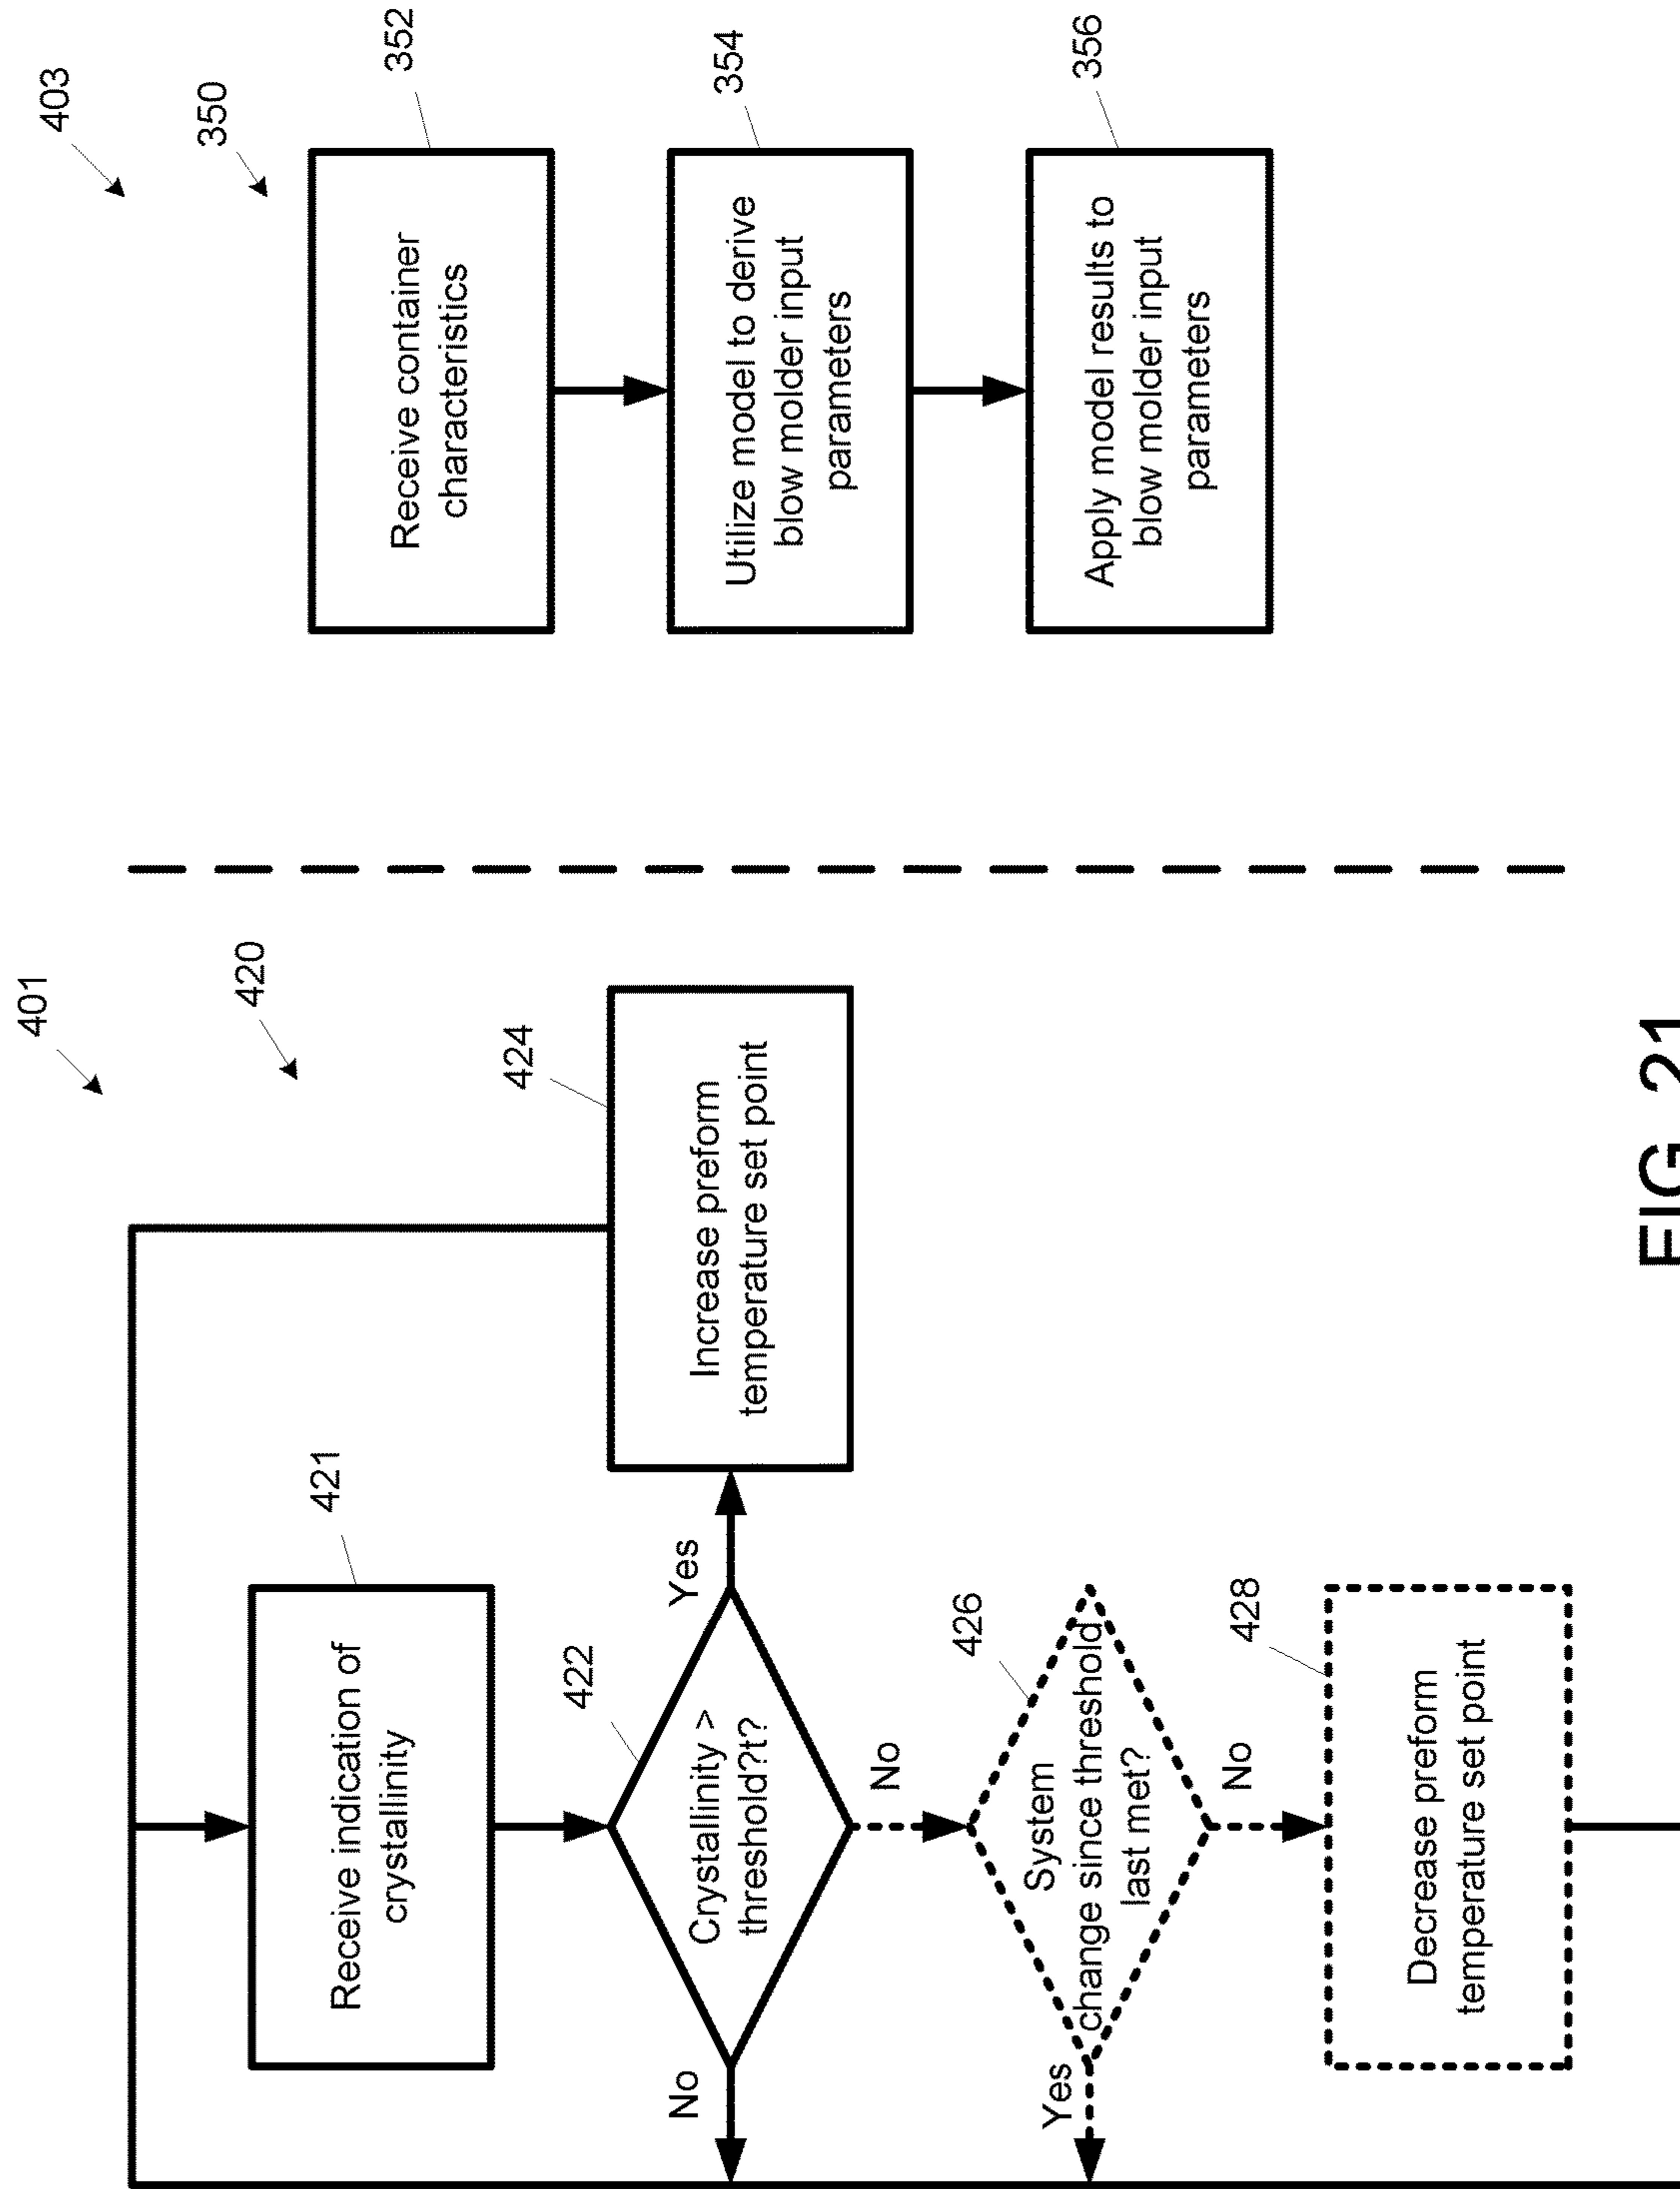 401
420
Receive indication of
crystallinity
421
Crystallinity >
threshold?t?
422
Yes
No
No
Increase preform
temperature set point
424
System
change since threshold
last met?
426
Yes
No
Decrease preform
temperature set point
428
403
350
Receive container
characteristics
352
Utilize model to derive
blow molder input
parameters
354
Apply model results to
blow molder input
parameters
356
FIG. 21